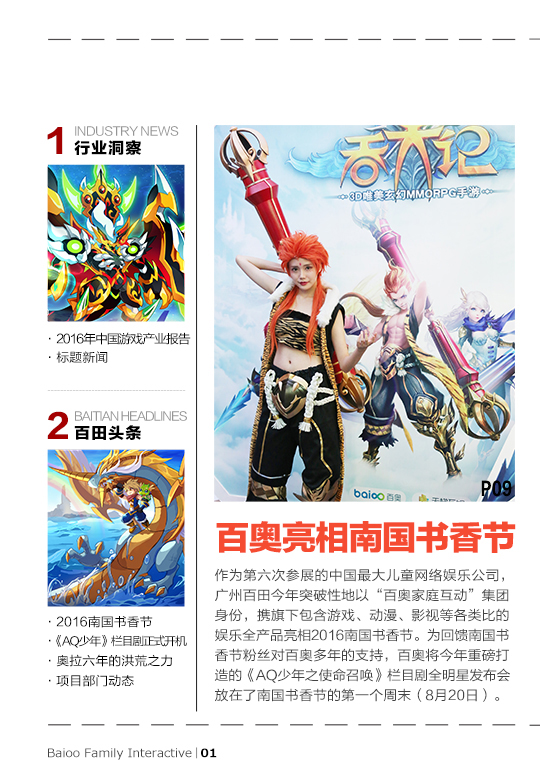 1 INDUSTRY NEWS
行业洞察
· 2016年中国游戏产业报告
· 标题新闻
2 BAITIAN HEADLINES
百田头条
· 2016南国书香节
·《AQ少年》栏目剧正式开机
· 奥拉六年的洪荒之力
· 项目部门动态
3D唯美玄幻MMORPG手游
baioo 百奥
P09
百奥亮相南国书香节
作为第六次参展的中国最大儿童网络娱乐公司，
广州百田今年突破性地以“百奥家庭互动”集团
身份，携旗下包含游戏、动漫、影视等各类比的
娱乐全产品亮相2016南国书香节。为回馈南国书
香节粉丝对百奥多年的支持，百奥将今年重磅打
造的《AQ少年之使命召唤》栏目剧全明星发布会
放在了南国书香节的第一个周末（8月20日）。
Baioo Family Interactive | 01